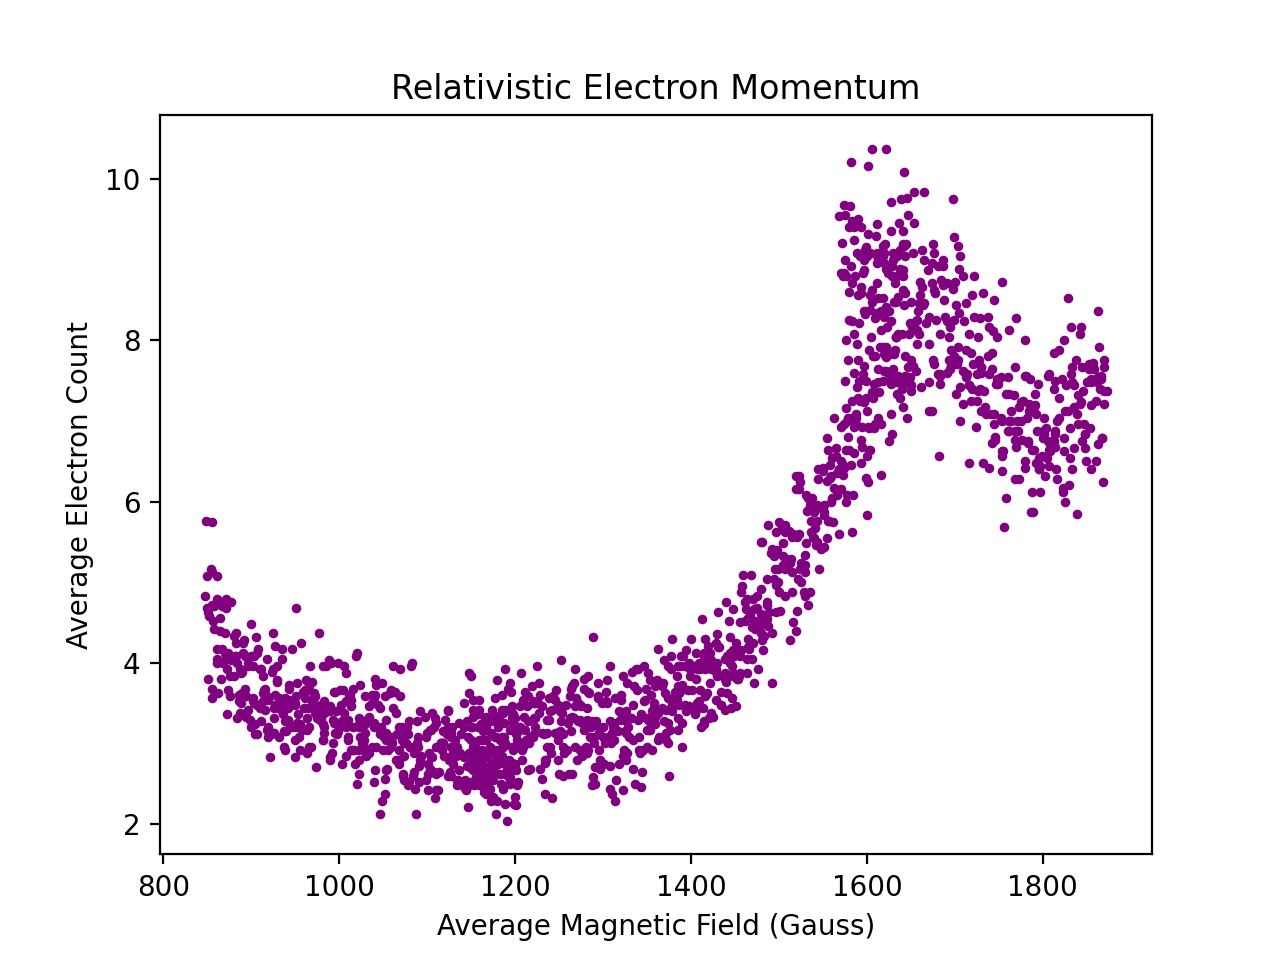 Relativistic Electron Momentum
10
8
6
4
2
Average Electron Count
800 1000 1200 1400 1600 1800
Average Magnetic Field (Gauss)